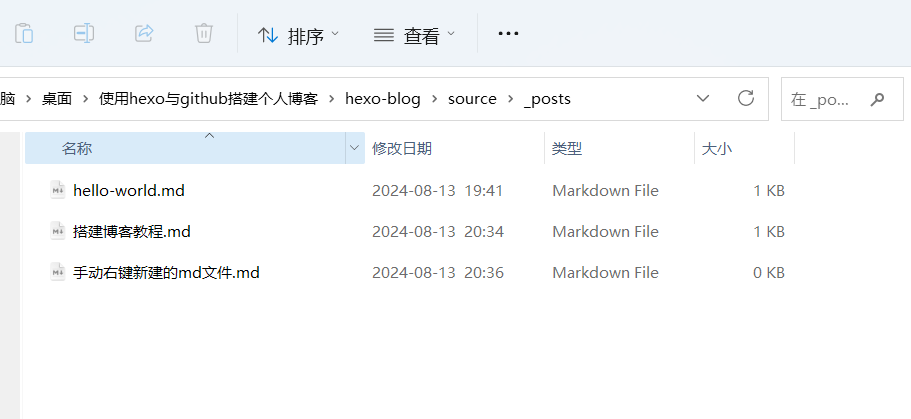 排序 查看
脑 桌面 使用hexo与github搭建个人博客 hexo-blog source _posts 在 _po...
名称 修改日期 类型 大小
hello-world.md 2024-08-13 19:41 Markdown File 1 KB
搭建博客教程.md 2024-08-13 20:34 Markdown File 1 KB
手动右键新建的md文件.md 2024-08-13 20:36 Markdown File 0 KB